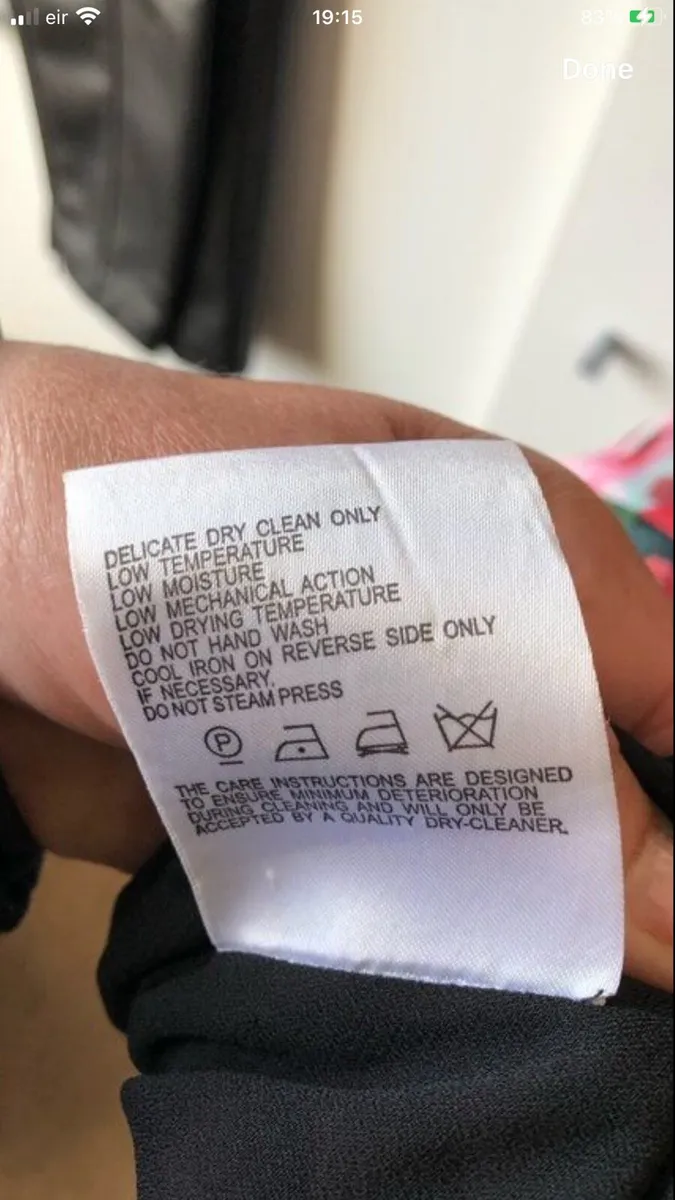 eir 19:15 83%
Done
DELICATE DRY CLEAN ONLY
LOW TEMPERATURE
LOW MOISTURE
LOW MECHANICAL ACTION
LOW DRYING TEMPERATURE
DO NOT HAND WASH
COOL IRON ON REVERSE SIDE ONLY
IF NECESSARY.
DO NOT STEAM PRESS
P
THE CARE INSTRUCTIONS ARE DESIGNED
TO ENSURE MINIMUM DETERIORATION
DURING CLEANING AND WILL ONLY BE
ACCEPTED BY A QUALITY DRY-CLEANER.